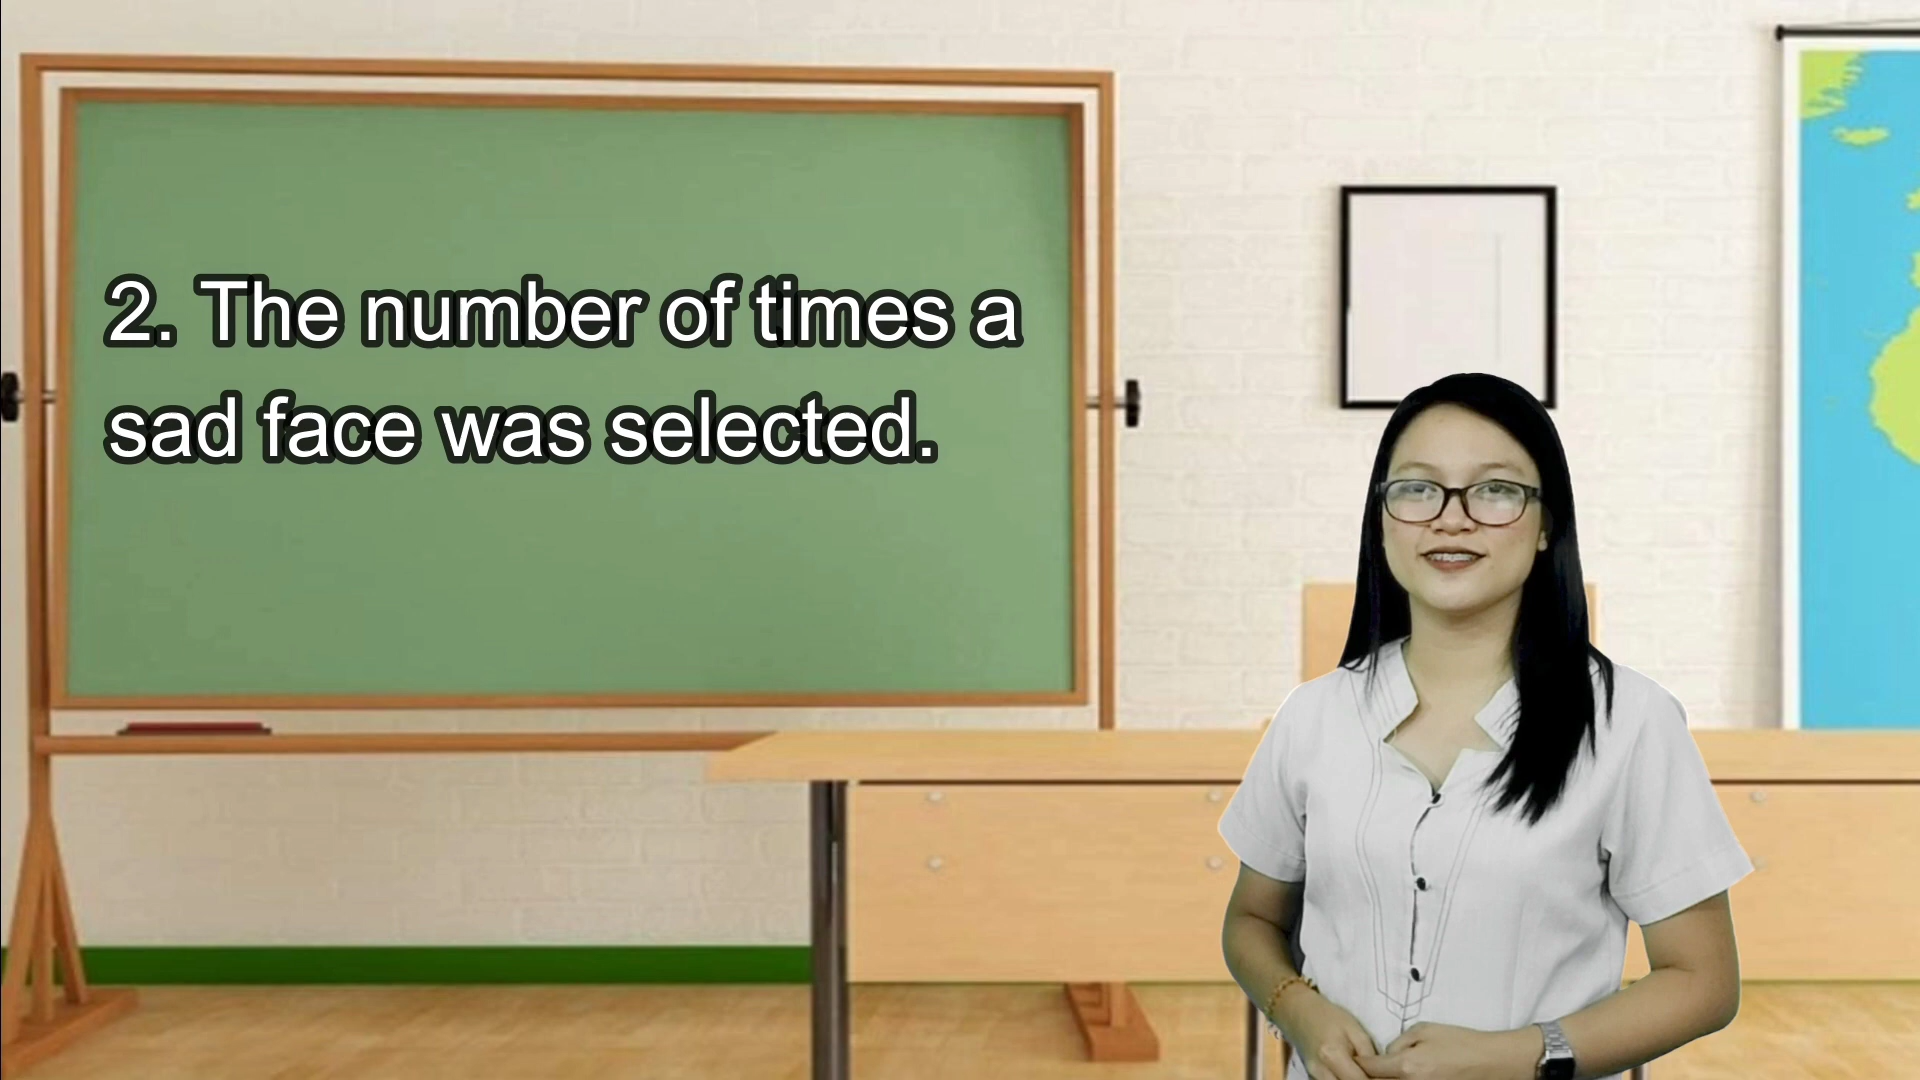 2. The number of times a
sad face was selected.